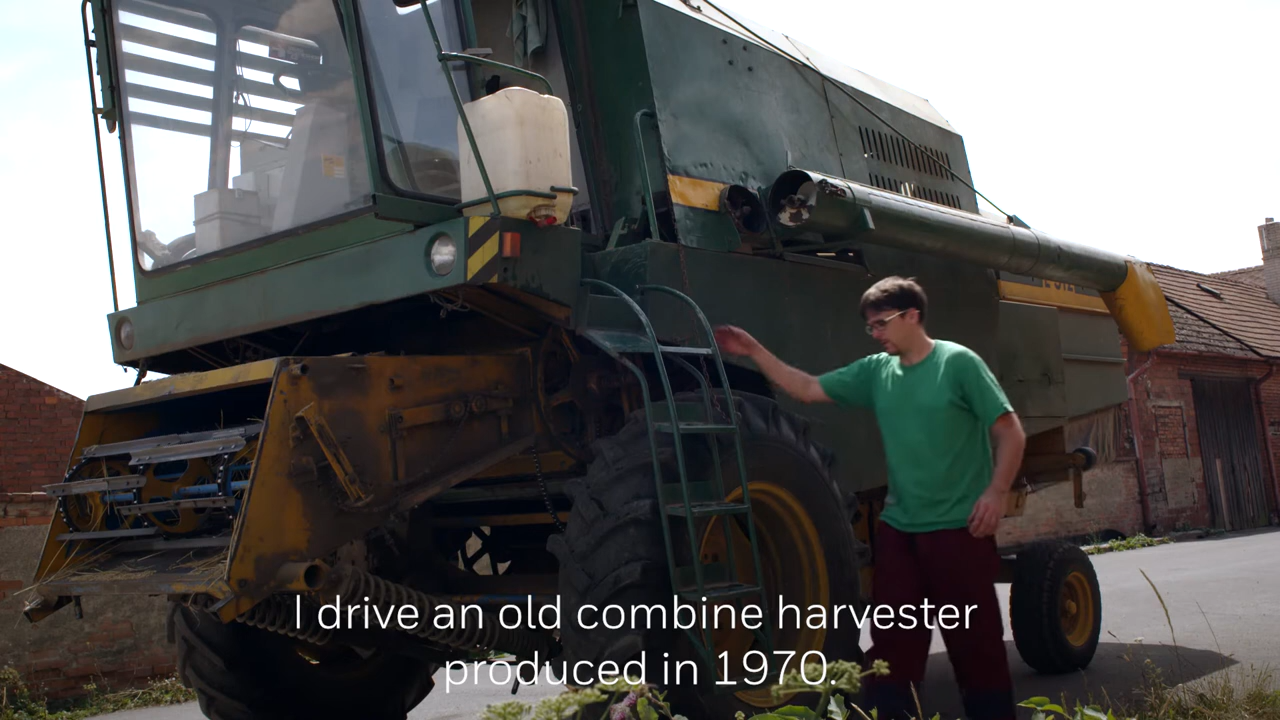 I drive an old combine harvester
produced in 1970.